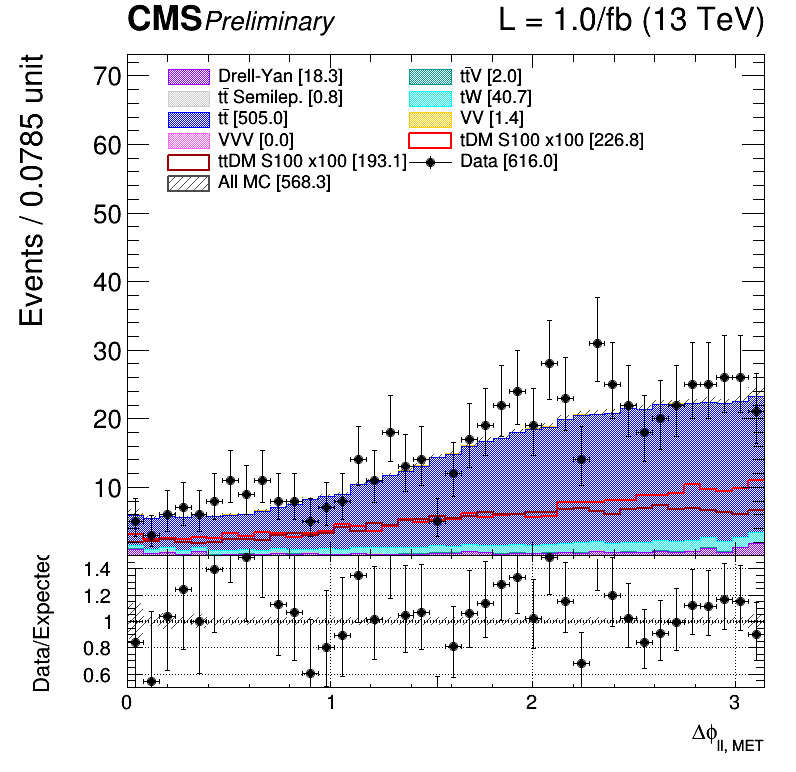 CMS Preliminary L = 1.0/fb (13 TeV)
Events / 0.0785 unit
70
60
50
40
30
20
10
Drell-Yan [18.3]
tt̄ Semilep. [0.8]
tt̄ [505.0]
VVV [0.0]
ttDM S100 x100 [193.1]
All MC [568.3]
tt̄V [2.0]
tW [40.7]
VV [1.4]
tDM S100 x100 [226.8]
Data [616.0]
Data/Expected
1.4
1.2
1
0.8
0.6
0 1 2 3
Δϕll, MET